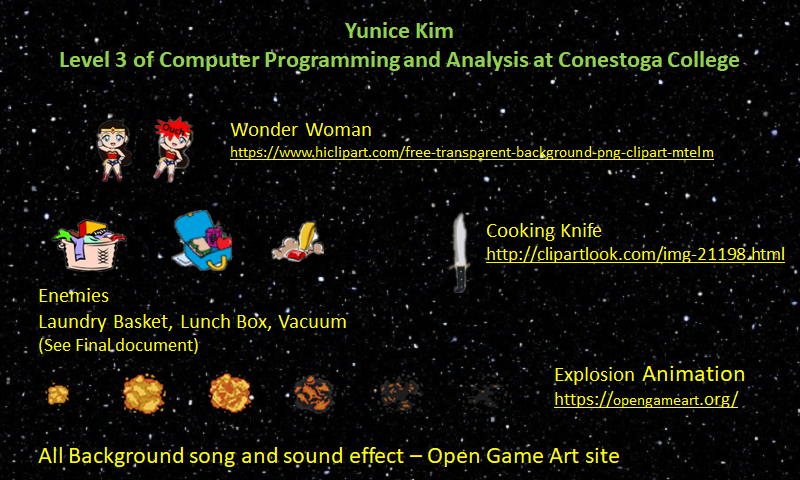 Yunice Kim
Level 3 of Computer Programming and Analysis at Conestoga College
Ouch
Wonder Woman
https://www.hiclipart.com/free-transparent-background-png-clipart-mtelm
Cooking Knife
http://clipartlook.com/img-21198.html
Enemies
Laundry Basket, Lunch Box, Vacuum
(See Final document)
Explosion Animation
https://opengameart.org/
All Background song and sound effect – Open Game Art site